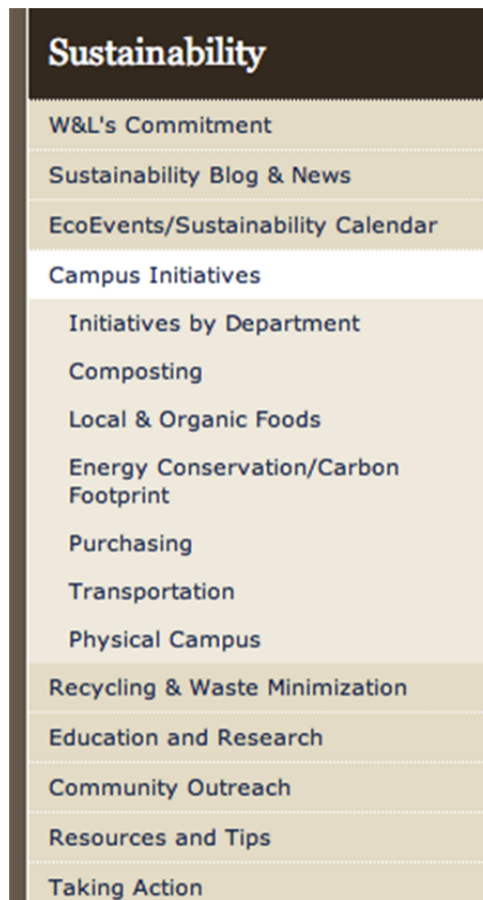 Sustainability
W&L's Commitment
Sustainability Blog & News
EcoEvents/Sustainability Calendar
Campus Initiatives
Initiatives by Department
Composting
Local & Organic Foods
Energy Conservation/Carbon
Footprint
Purchasing
Transportation
Physical Campus
Recycling & Waste Minimization
Education and Research
Community Outreach
Resources and Tips
Taking Action